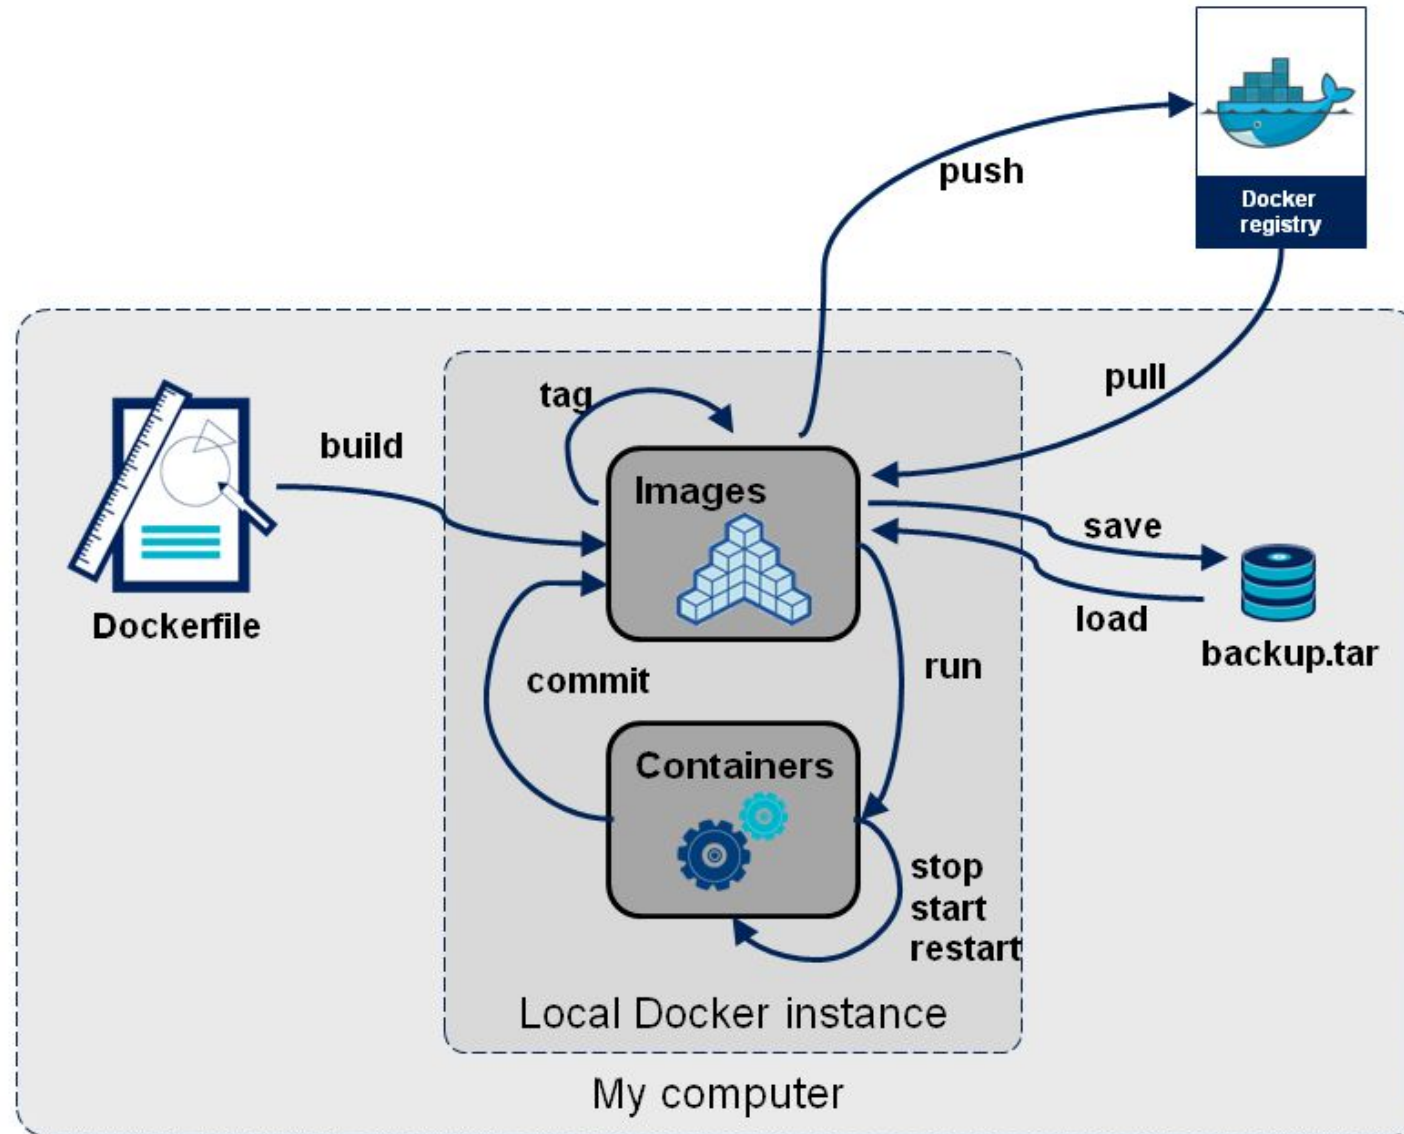 push
Docker
registry
pull
tag
build
Images
save
Dockerfile
load
backup.tar
commit
run
Containers
stop
start
restart
Local Docker instance
My computer